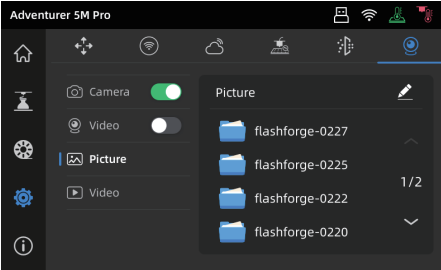 Adventurer 5M Pro
Camera
Picture
Video
flashforge-0227
Picture
flashforge-0225
1/2
Video
flashforge-0222
flashforge-0220